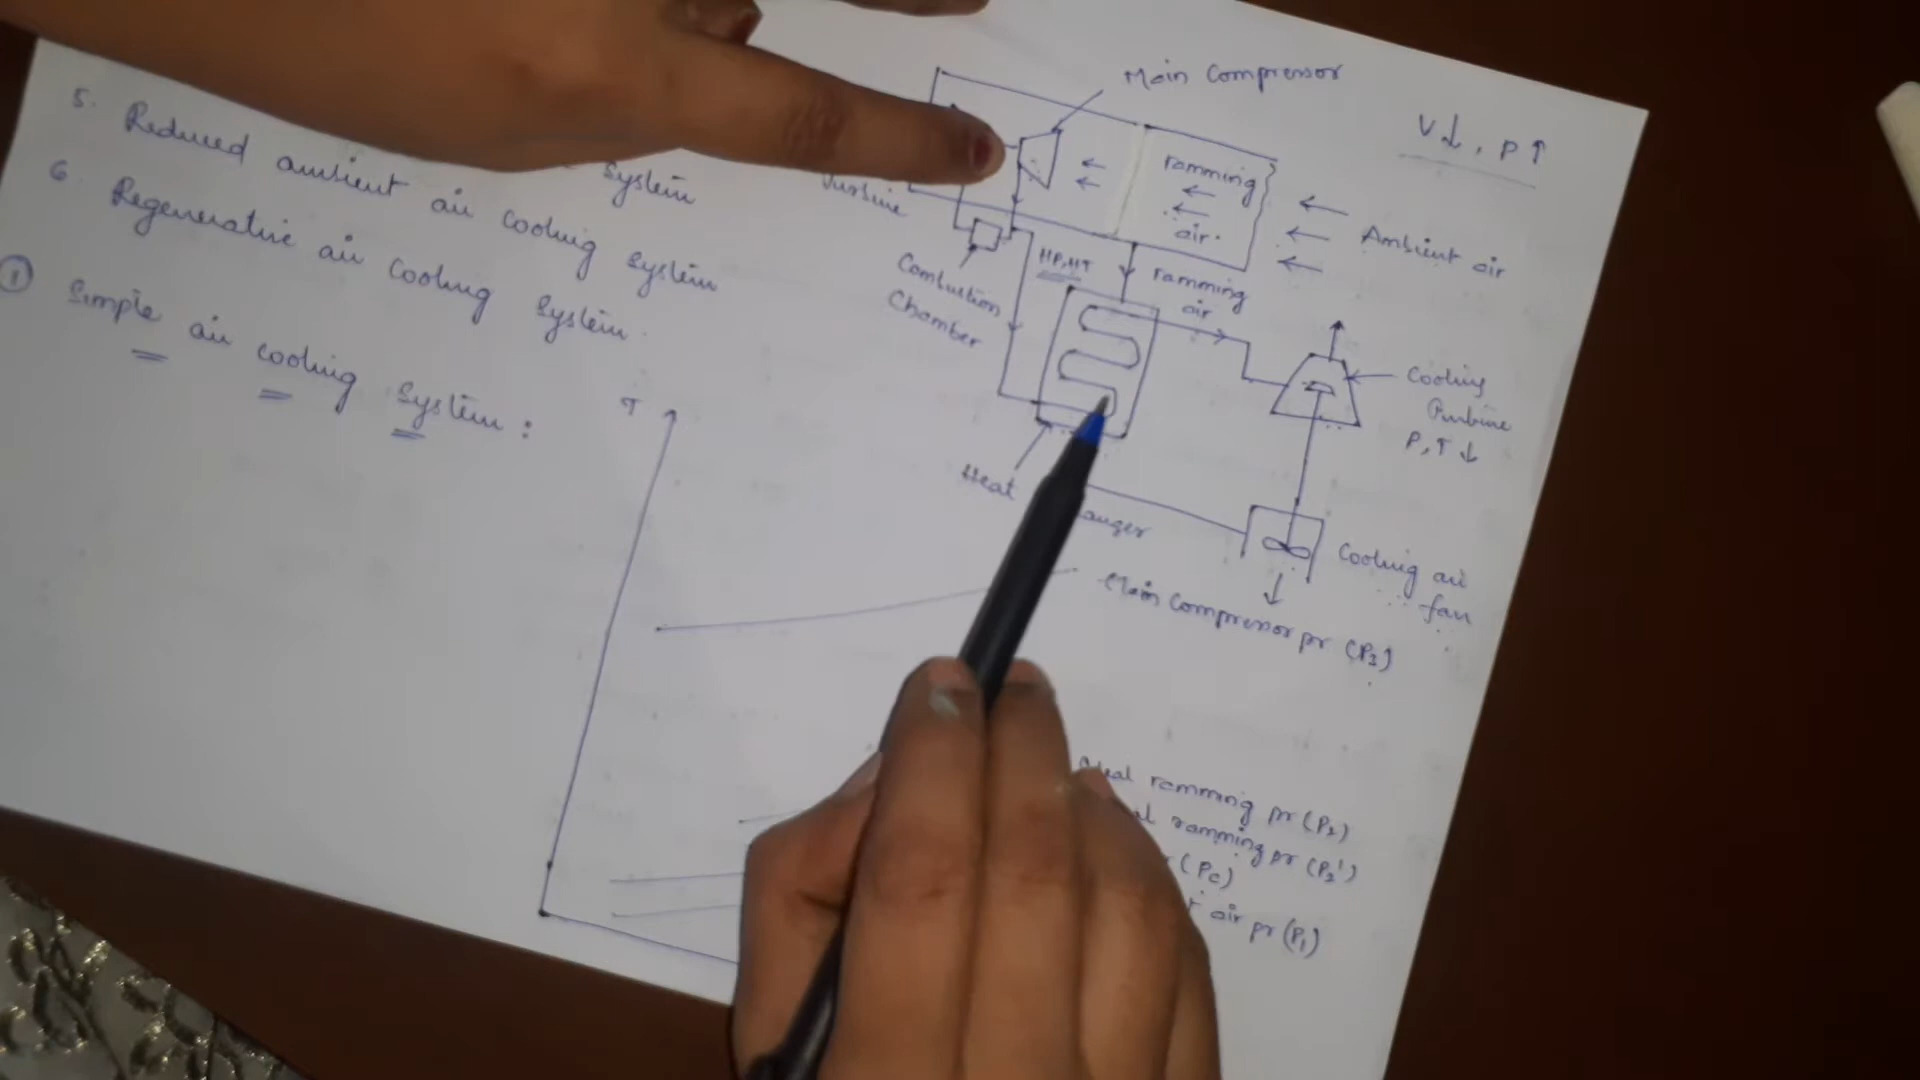 System
5. Reduced ambient air cooling System
6. Regenerative air cooling System.
① Simple air cooling System :
Main Compressor
V↓, P↑
ramming
air.
Ambient air
Turbine
Combustion
Chamber
HP,HT
ramming
air
Cooling
Turbine
P,T↓
Heat
Cooling air
fan
T
Main Compressor pr (P3)
ramming pr (P2)
ramming pr (P2')
(Pc)
air pr (P1)